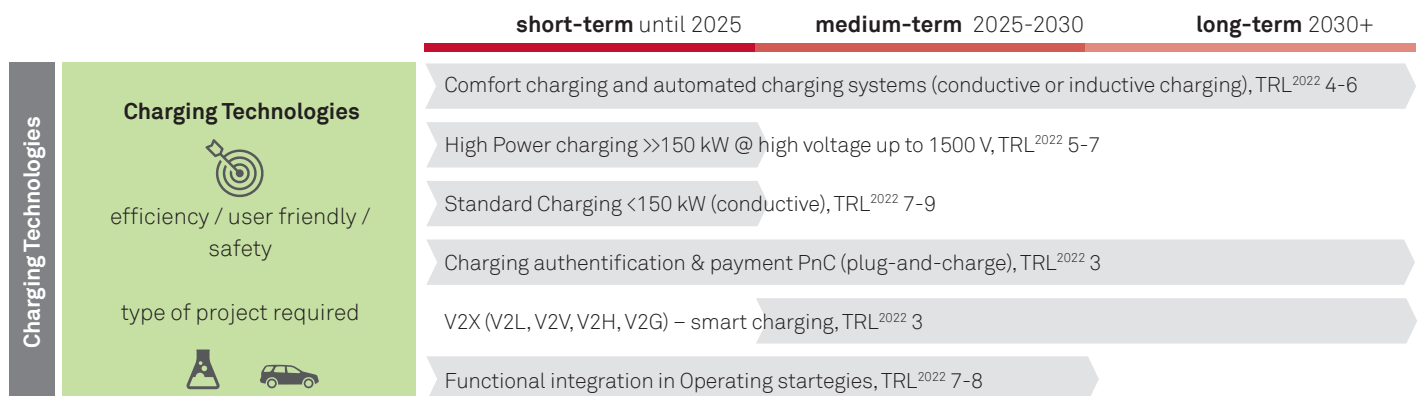 short-term until 2025
medium-term 2025-2030
long-term 2030+
Charging Technologies
Charging Technologies
efficiency / user friendly /
safety
type of project required
Comfort charging and automated charging systems (conductive or inductive charging), TRL²⁰²² 4-6
High Power charging >>150 kW @ high voltage up to 1500 V, TRL²⁰²² 5-7
Standard Charging <150 kW (conductive), TRL²⁰²² 7-9
Charging authentification & payment PnC (plug-and-charge), TRL²⁰²² 3
V2X (V2L, V2V, V2H, V2G) – smart charging, TRL²⁰²² 3
Functional integration in Operating startegies, TRL²⁰²² 7-8